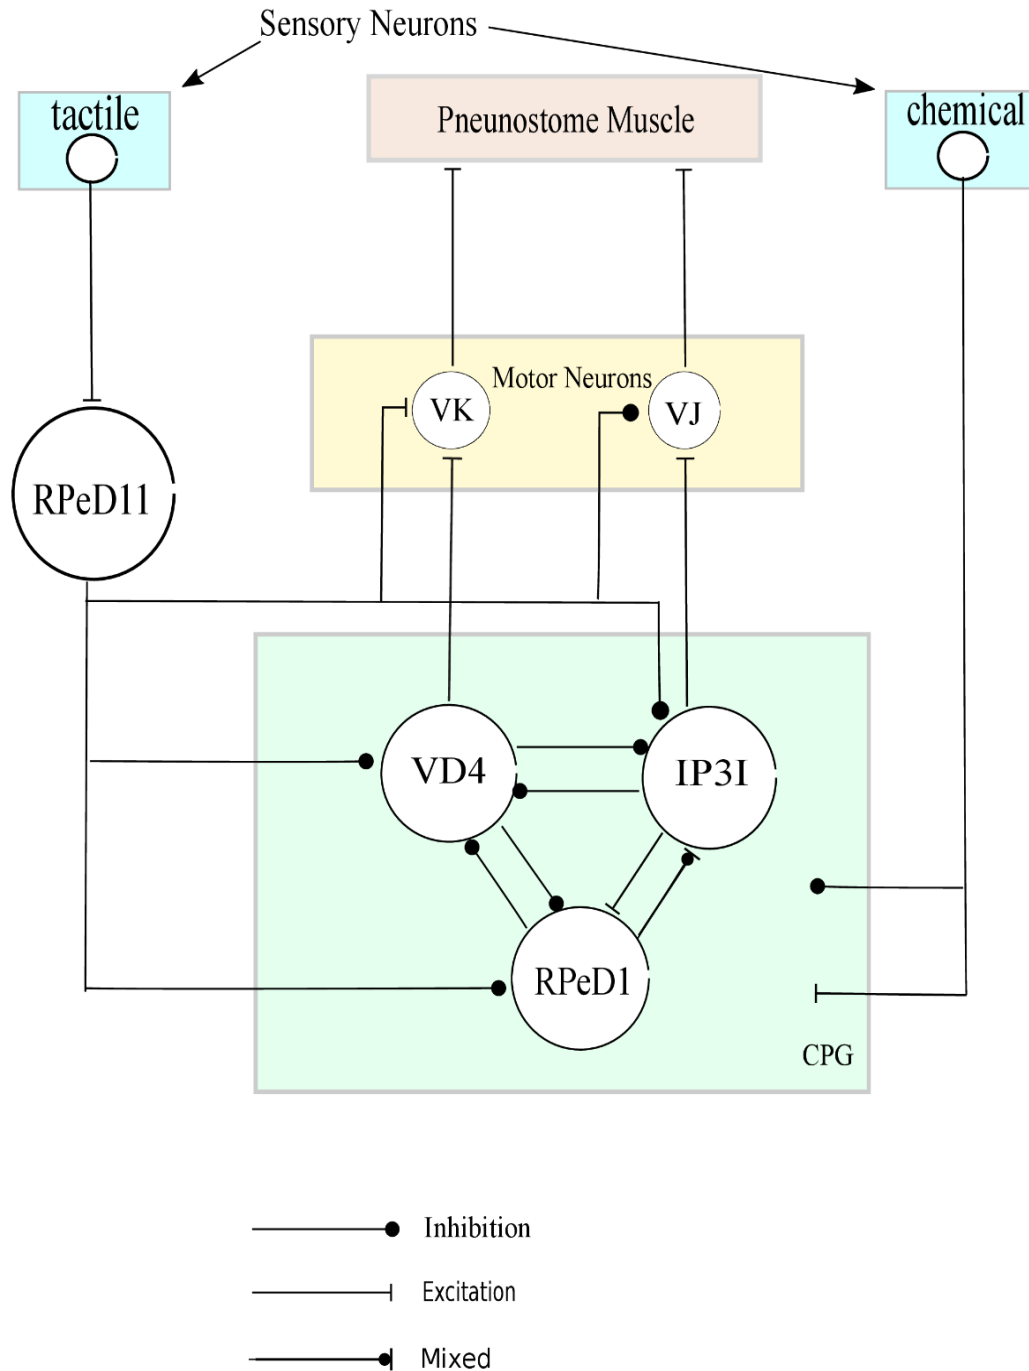 Sensory Neurons
tactile
Pneunostome Muscle
chemical
Motor Neurons
VK
VJ
RPeD11
VD4
IP3I
RPeD1
CPG
Inhibition
Excitation
Mixed